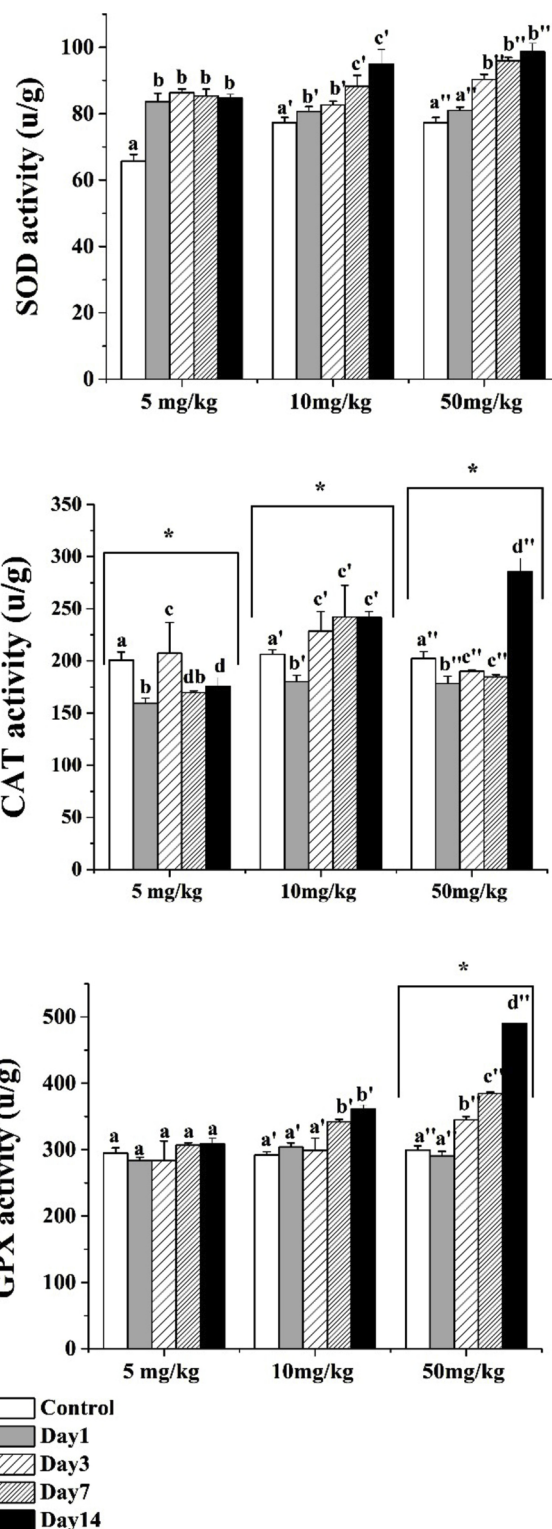 SOD activity (u/g)
100
80
60
40
20
0
a b b b b
a' b' b' c' c'
a" a" b" b" b"
5 mg/kg 10mg/kg 50mg/kg
CAT activity (u/g)
350
300
250
200
150
100
50
0
* * *
a b c db d
a' b' c' c' c'
a" b" c" c" d"
5 mg/kg 10mg/kg 50mg/kg
GPX activity (u/g)
500
400
300
200
100
0
*
a a a a a
a' a' a' b' b'
a" a' b" c" d"
5 mg/kg 10mg/kg 50mg/kg
Control
Day1
Day3
Day7
Day14